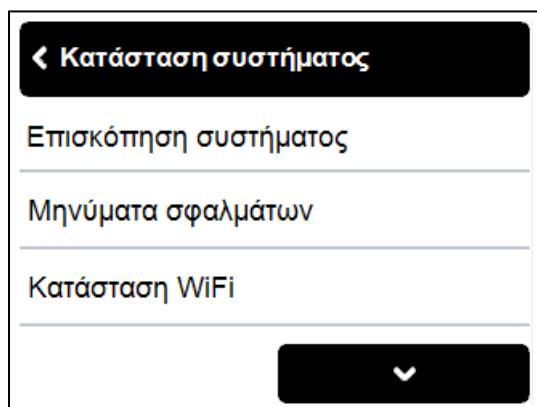 Κατάσταση συστήματος
Επισκόπηση συστήματος
Μηνύματα σφαλμάτων
Κατάσταση WiFi